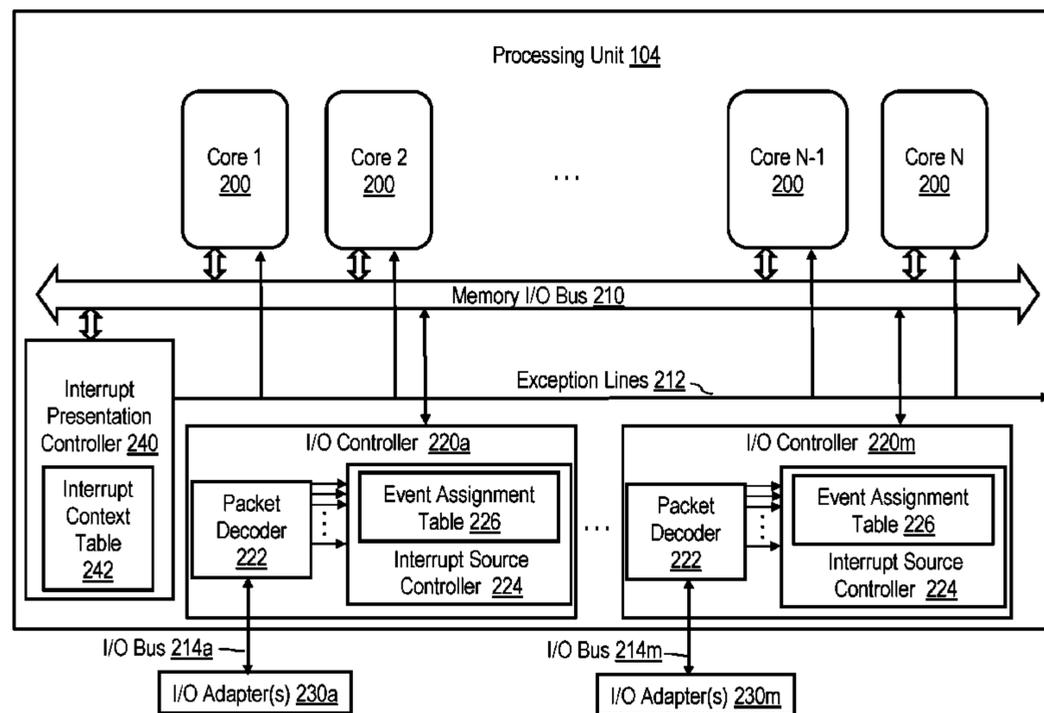 Processing Unit 104
Core 1
200
Core 2
200
...
Core N-1
200
Core N
200
Memory I/O Bus 210
Interrupt
Presentation
Controller 240
Interrupt
Context
Table
242
Exception Lines 212
I/O Controller 220a
Packet
Decoder
222
Event Assignment
Table 226
Interrupt Source
Controller 224
...
I/O Controller 220m
Packet
Decoder
222
Event Assignment
Table 226
Interrupt Source
Controller 224
I/O Bus 214a
I/O Bus 214m
I/O Adapter(s) 230a
I/O Adapter(s) 230m